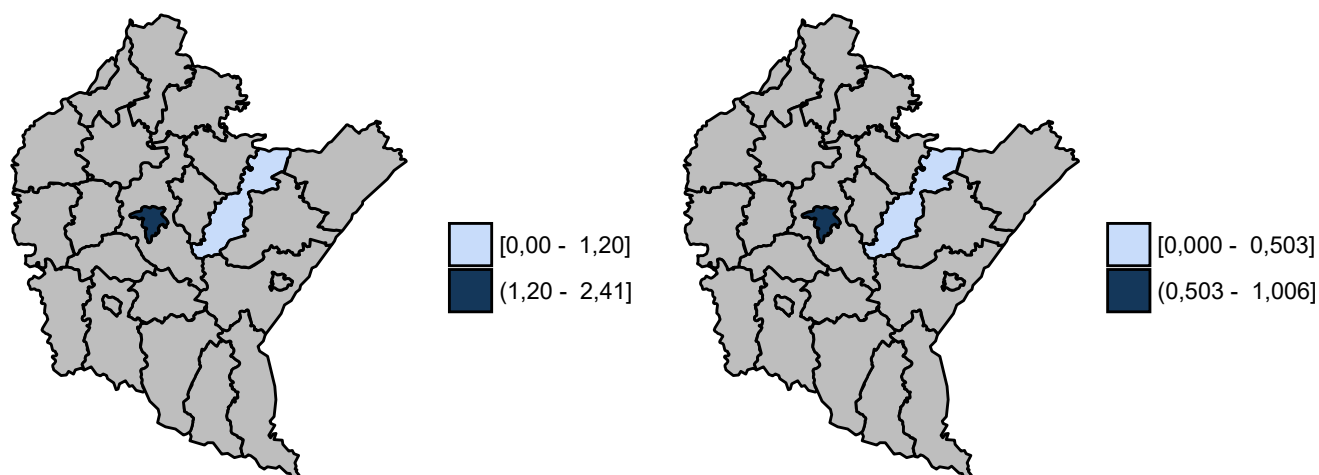 [0,00 - 1,20]
(1,20 - 2,41]
[0,000 - 0,503]
(0,503 - 1,006]